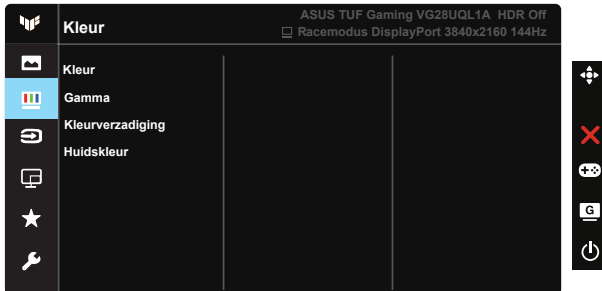 ASUS TUF Gaming VG28UQL1A HDR Off
Kleur
Racemodus DisplayPort 3840x2160 144Hz
Kleur
Gamma
Kleurverzadiging
Huidskleur
G